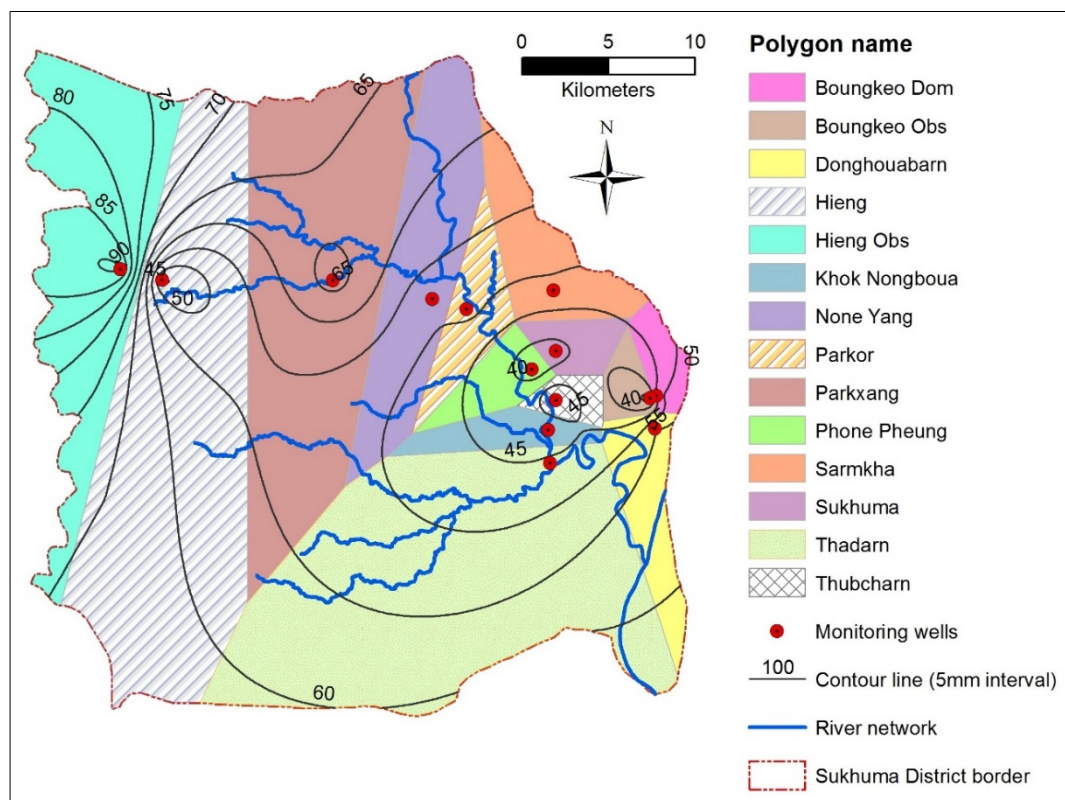 0 5 10
Kilometers
N
80
75
70
65
85
90
45
50
65
40
45
40
50
55
45
60
Polygon name
Boungkeo Dom
Boungkeo Obs
Donghouabarn
Hieng
Hieng Obs
Khok Nongboua
None Yang
Parkor
Parkxang
Phone Pheung
Sarmkha
Sukhuma
Thadarn
Thubcharn
Monitoring wells
100
Contour line (5mm interval)
River network
Sukhuma District border